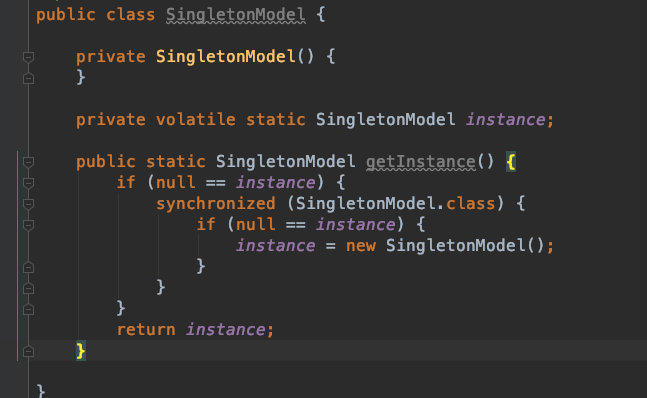 public class SingletonModel {
private SingletonModel() {
}
private volatile static SingletonModel instance;
public static SingletonModel getInstance() {
if (null == instance) {
synchronized (SingletonModel.class) {
if (null == instance) {
instance = new SingletonModel();
}
}
}
return instance;
}
}